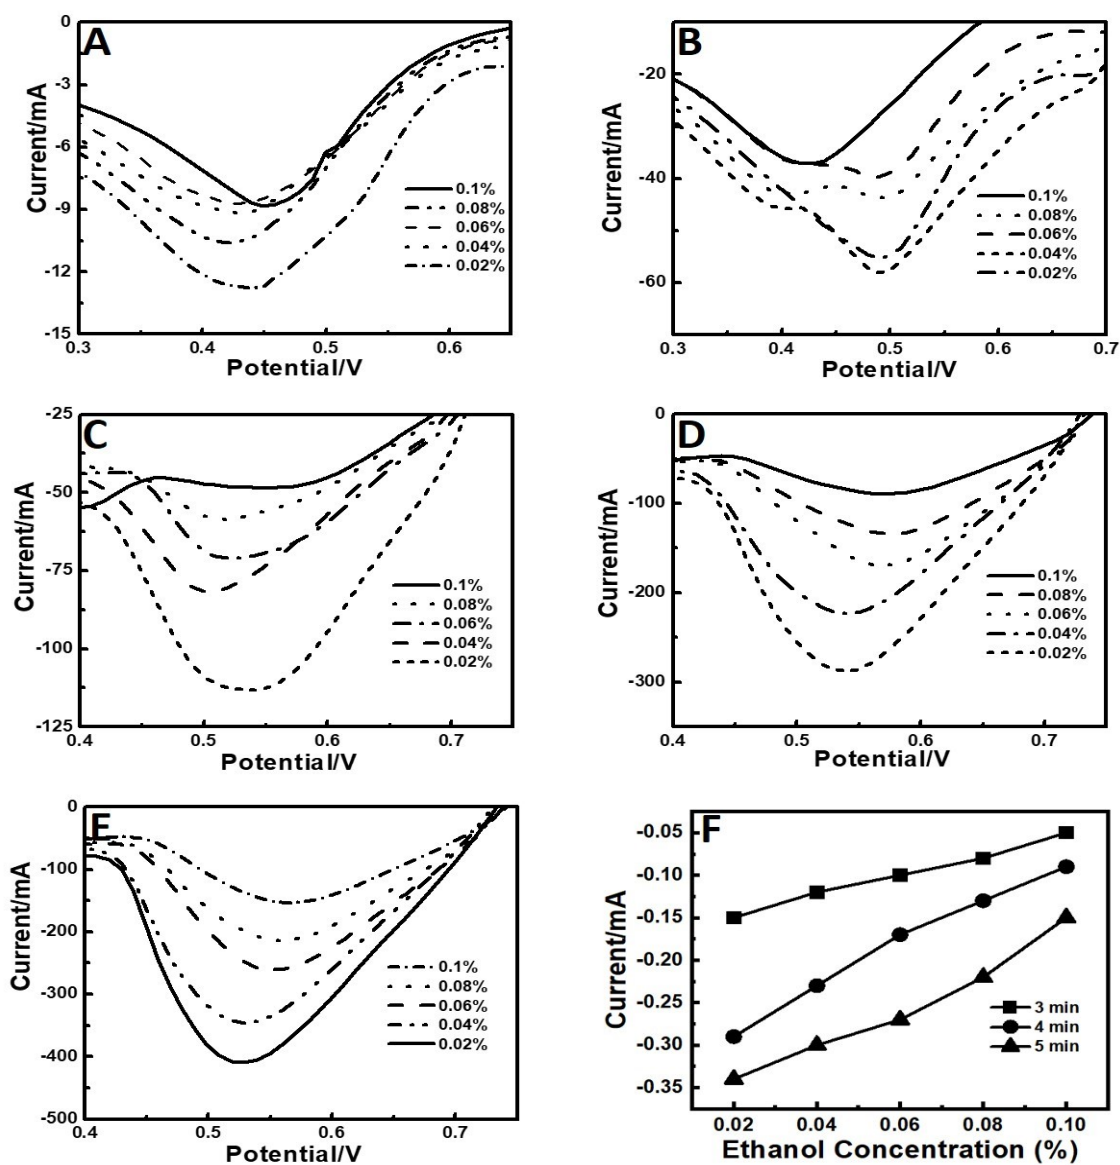 A
Current/mA
0
-3
-6
-9
-12
-15
0.3 0.4 0.5 0.6
Potential/V
0.1%
0.08%
0.06%
0.04%
0.02%
B
Current/mA
-20
-40
-60
0.3 0.4 0.5 0.6 0.7
Potential/V
0.1%
0.08%
0.06%
0.04%
0.02%
C
Current/mA
-25
-50
-75
-100
-125
0.4 0.5 0.6 0.7
Potential/V
0.1%
0.08%
0.06%
0.04%
0.02%
D
Current/mA
0
-100
-200
-300
0.4 0.5 0.6 0.7
Potential/V
0.1%
0.08%
0.06%
0.04%
0.02%
E
Current/mA
0
-100
-200
-300
-400
-500
0.4 0.5 0.6 0.7
Potential/V
0.1%
0.08%
0.06%
0.04%
0.02%
F
Current/mA
-0.05
-0.10
-0.15
-0.20
-0.25
-0.30
-0.35
0.02 0.04 0.06 0.08 0.10
Ethanol Concentration (%)
3 min
4 min
5 min